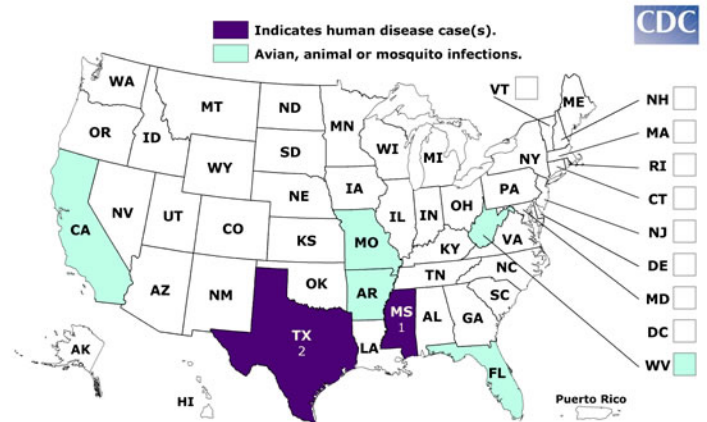 Indicates human disease case(s).
Avian, animal or mosquito infections.
CDC
WA
MT
ND
MN
VT
ME
NH
OR
ID
SD
WI
MI
NY
MA
WY
RI
IA
PA
CT
NE
NV
UT
CO
IL
IN
OH
NJ
CA
KS
MO
KY
VA
DE
NC
MD
AZ
NM
OK
AR
TN
SC
DC
TX
2
MS
1
AL
GA
LA
WV
AK
FL
HI
Puerto Rico